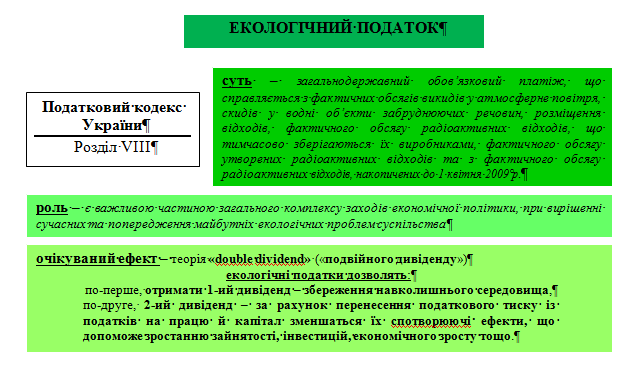 ЕКОЛОГІЧНИЙ ПОДАТОК¶
Податковий кодекс
України¶
Розділ VIII¶
суть – загальнодержавний обов’язковий платіж, що
справляється з фактичних обсягів викидів у атмосферне повітря,
скидів у водні об’єкти забруднюючих речовин, розміщення
відходів, фактичного обсягу радіоактивних відходів, що
тимчасово зберігаються їх виробниками, фактичного обсягу
утворених радіоактивних відходів та з фактичного обсягу
радіоактивних відходів, накопичених до 1 квітня 2009 р.¶
роль – є важливою частиною загального комплексу заходів економічної політики, при вирішенні
сучасних та попередження майбутніх екологічних проблем суспільства¶
очікуваний ефект – теорія «double dividend» («подвійного дивіденду»)¶
екологічні податки дозволять:¶
по-перше, отримати 1-ий дивіденд – збереження навколишнього середовища,¶
по-друге, 2-ий дивіденд – за рахунок перенесення податкового тиску із
податків на працю й капітал зменшаться їх спотворюючі ефекти, що
допоможе зростанню зайнятості, інвестицій, економічного зросту тощо.¶